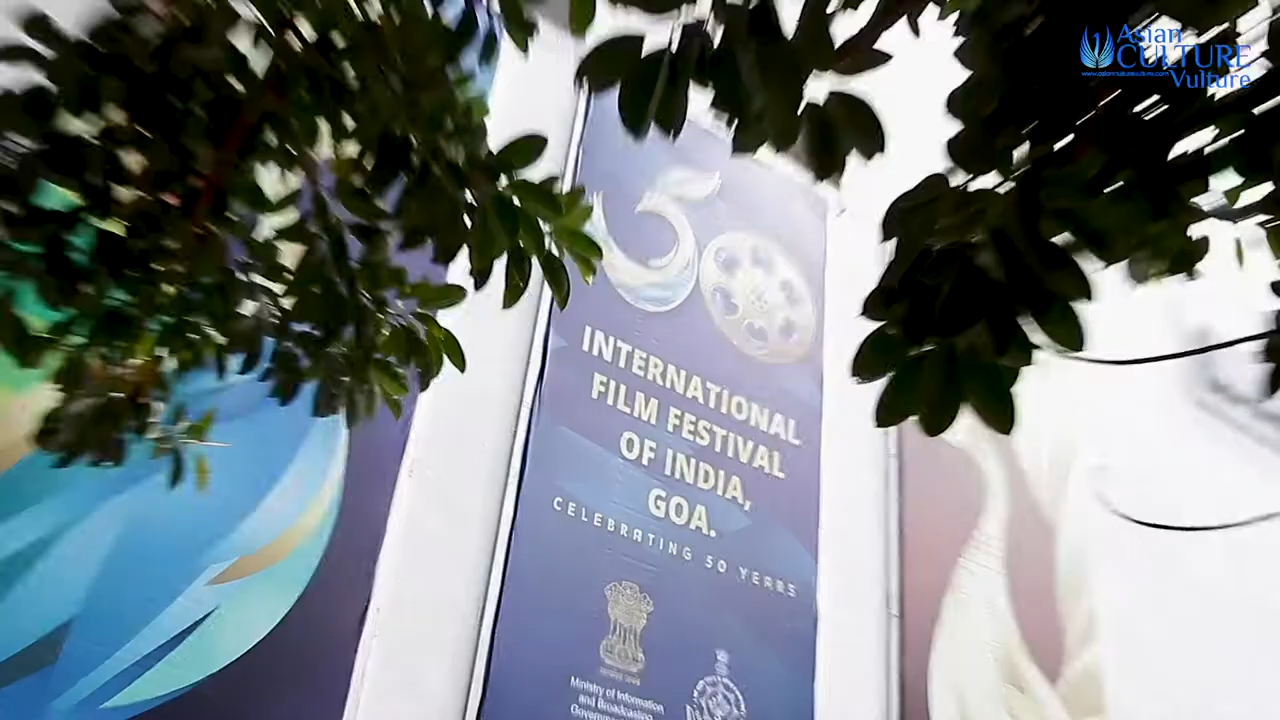 Asian
CULTURE
www.asianculturevulture.com
Vulture
50
INTERNATIONAL
FILM FESTIVAL
OF INDIA,
GOA.
CELEBRATING 50 YEARS
Ministry of Information
and Broadcasting